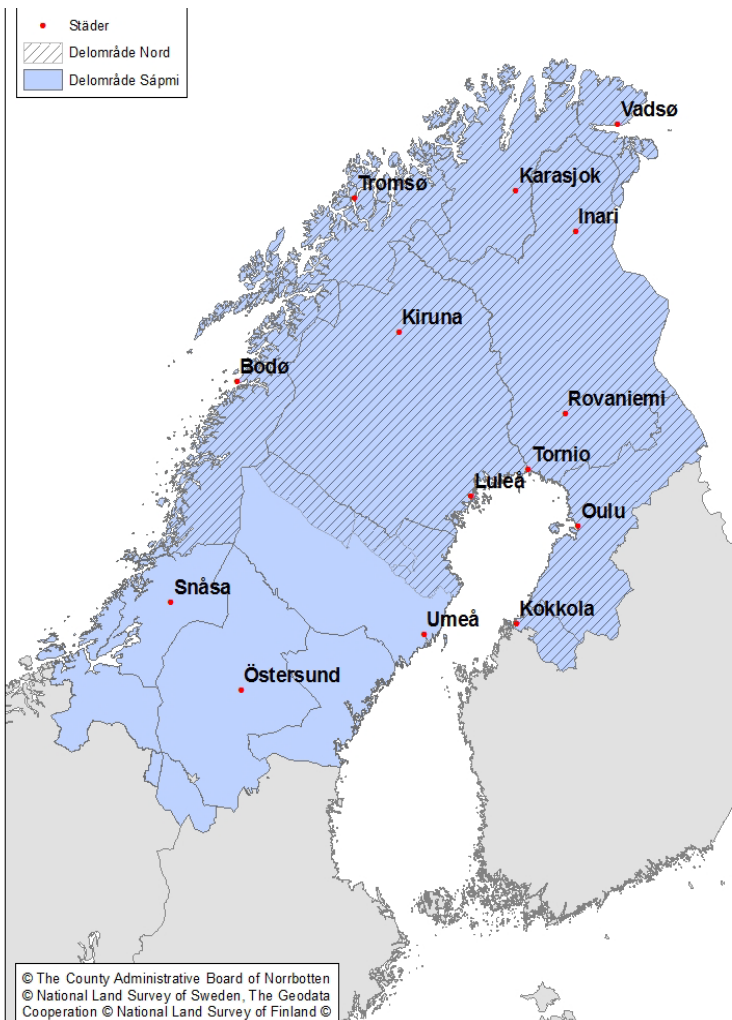 Städer
Delområde Nord
Delområde Sápmi
Vadsø
Karasjok
Tromsø
Inari
Kiruna
Bodø
Rovaniemi
Tornio
Luleå
Oulu
Snåsa
Kokkola
Umeå
Östersund
© The County Administrative Board of Norrbotten
© National Land Survey of Sweden, The Geodata
Cooperation © National Land Survey of Finland ©